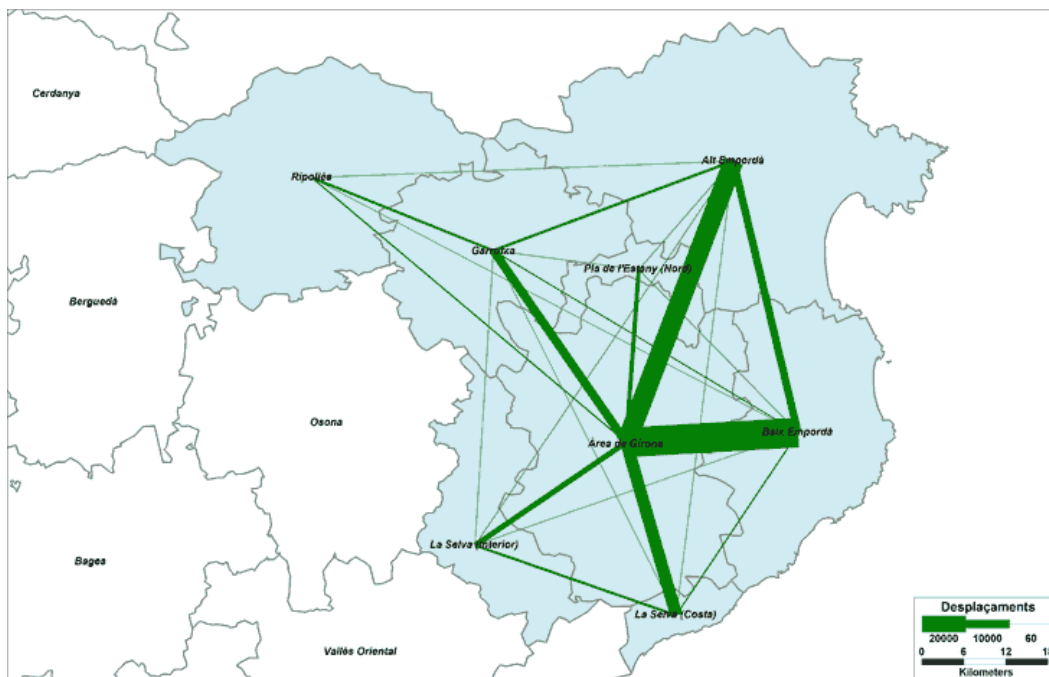 Cerdanya
Alt Empordà
Ripollès
Garrotxa
Pla de l'Estany (Nord)
Berguedà
Osona
Baix Empordà
Àrea de Girona
La Selva (Interior)
Bages
La Selva (Costa)
Vallès Oriental
Desplaçaments
20000 10000 60
0 6 12 18
Kilometers